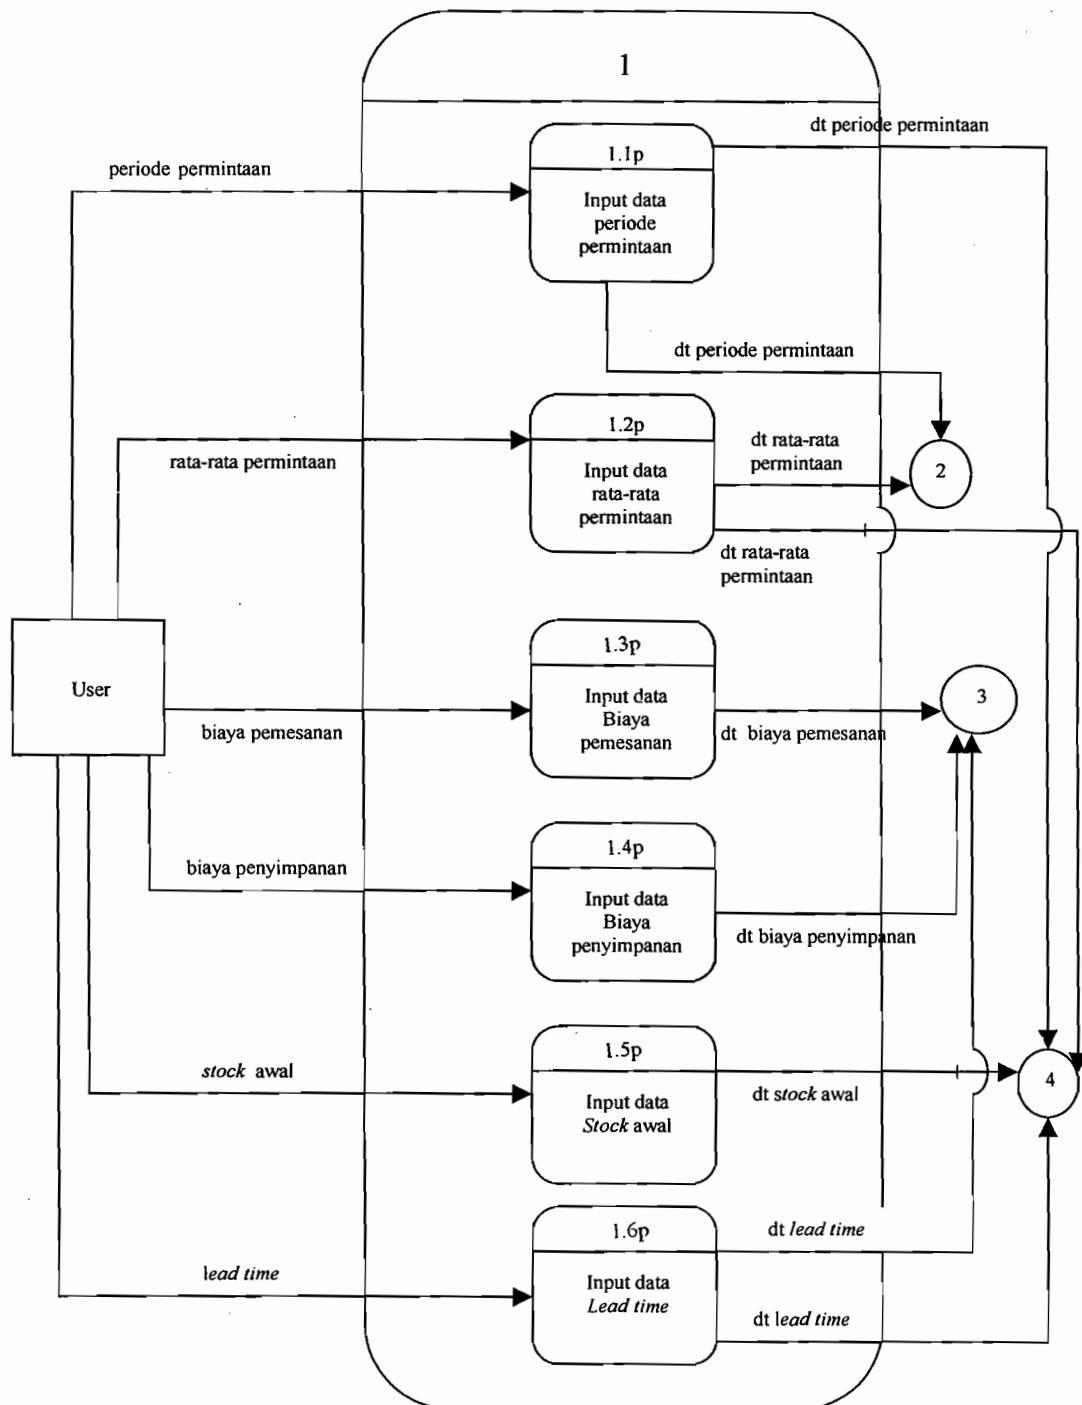 1
dt periode permintaan
periode permintaan
1.1p
Input data
periode
permintaan
dt periode permintaan
rata-rata permintaan
1.2p
Input data
rata-rata
permintaan
dt rata-rata
permintaan
2
dt rata-rata
permintaan
User
biaya pemesanan
1.3p
Input data
Biaya
pemesanan
dt biaya pemesanan
3
biaya penyimpanan
1.4p
Input data
Biaya
penyimpanan
dt biaya penyimpanan
stock awal
1.5p
Input data
Stock awal
dt stock awal
4
lead time
1.6p
Input data
Lead time
dt lead time
dt lead time